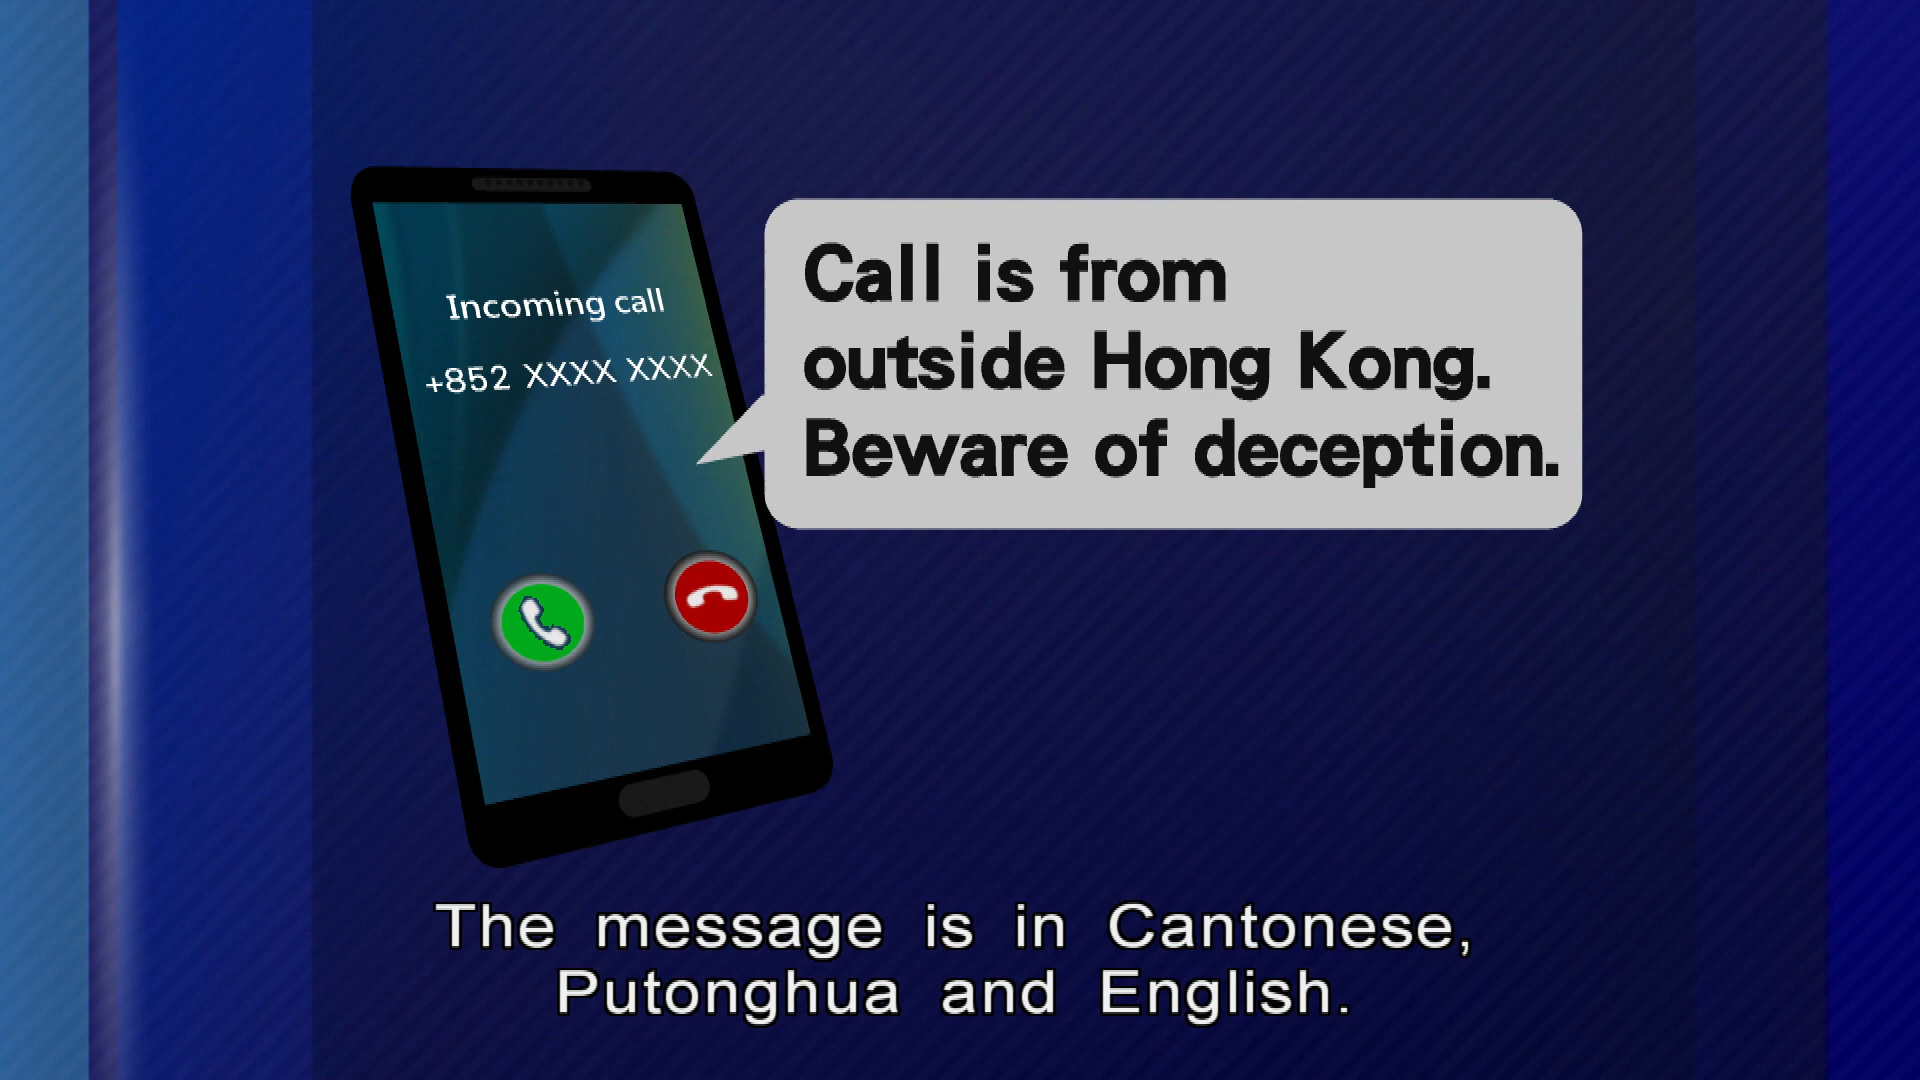 Incoming call
+852 XXXX XXXX
Call is from
outside Hong Kong.
Beware of deception.
The message is in Cantonese,
Putonghua and English.